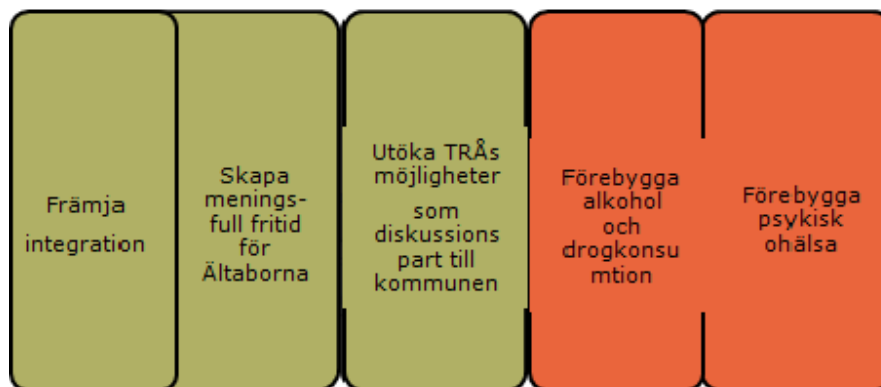 Främja
integration
Skapa
menings-
full fritid
för
Ältaborna
Utöka TRÅs
möjligheter
som
diskussions
part till
kommunen
Förebygga
alkohol
och
drogkonsu
mtion
Förebygga
psykisk
ohälsa